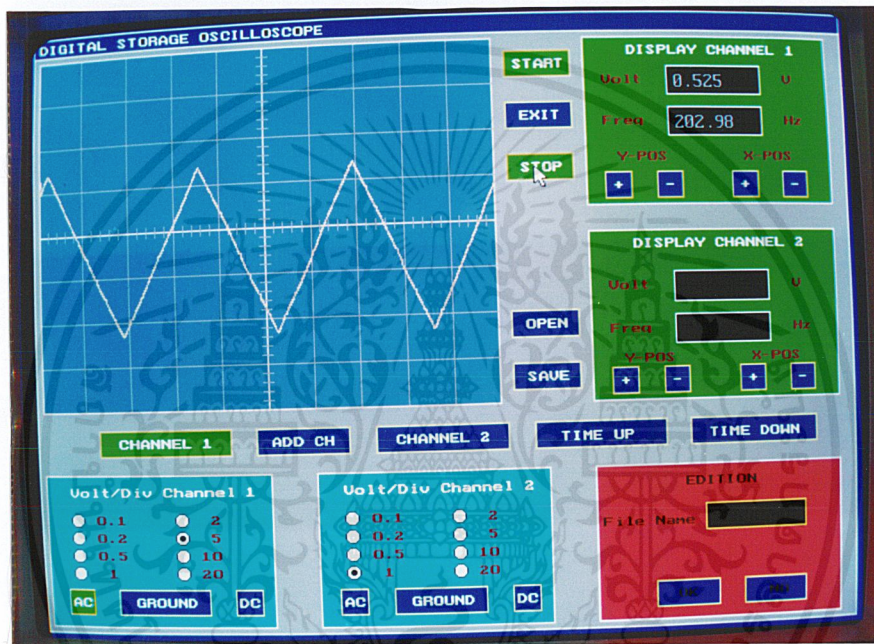 DIGITAL STORAGE OSCILLOSCOPE
START
EXIT
STOP
OPEN
SAVE
DISPLAY CHANNEL 1
Volt 0.525 V
Freq 202.98 Hz
Y-POS X-POS
+ - + -
DISPLAY CHANNEL 2
Volt V
Freq Hz
Y-POS X-POS
+ - + -
CHANNEL 1 ADD CH CHANNEL 2 TIME UP TIME DOWN
Volt/Div Channel 1
0.1 2
0.2 5
0.5 10
1 20
AC GROUND DC
Volt/Div Channel 2
0.1 2
0.2 5
0.5 10
1 20
AC GROUND DC
EDITION
File Name